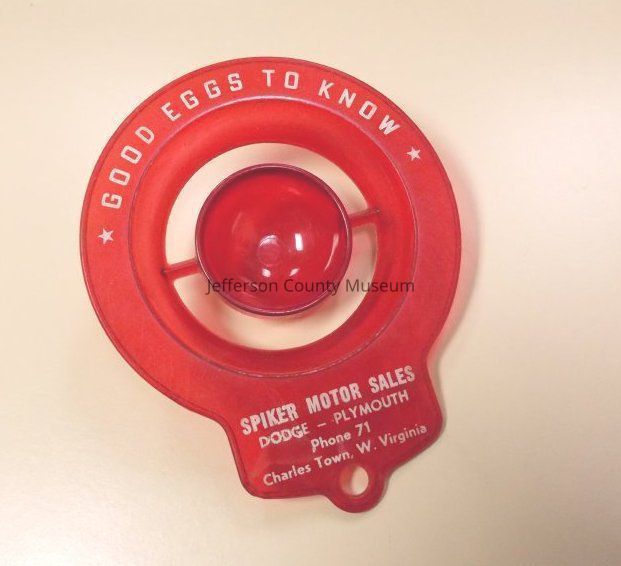 ★ GOOD EGGS TO KNOW ★
Jefferson County Museum
SPIKER MOTOR SALES
DODGE - PLYMOUTH
Phone 71
Charles Town, W. Virginia